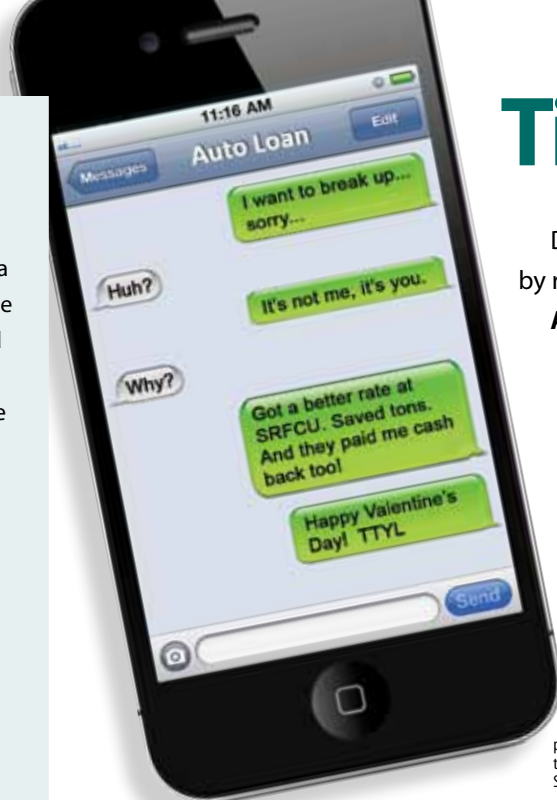 11:16 AM
Messages
Auto Loan
Edit
I want to break up...
sorry...
Huh?
It's not me, it's you.
Why?
Got a better rate at
SRFCU. Saved tons.
And they paid me cash
back too!
Happy Valentine's
Day! TTYL
Send
a
e
by